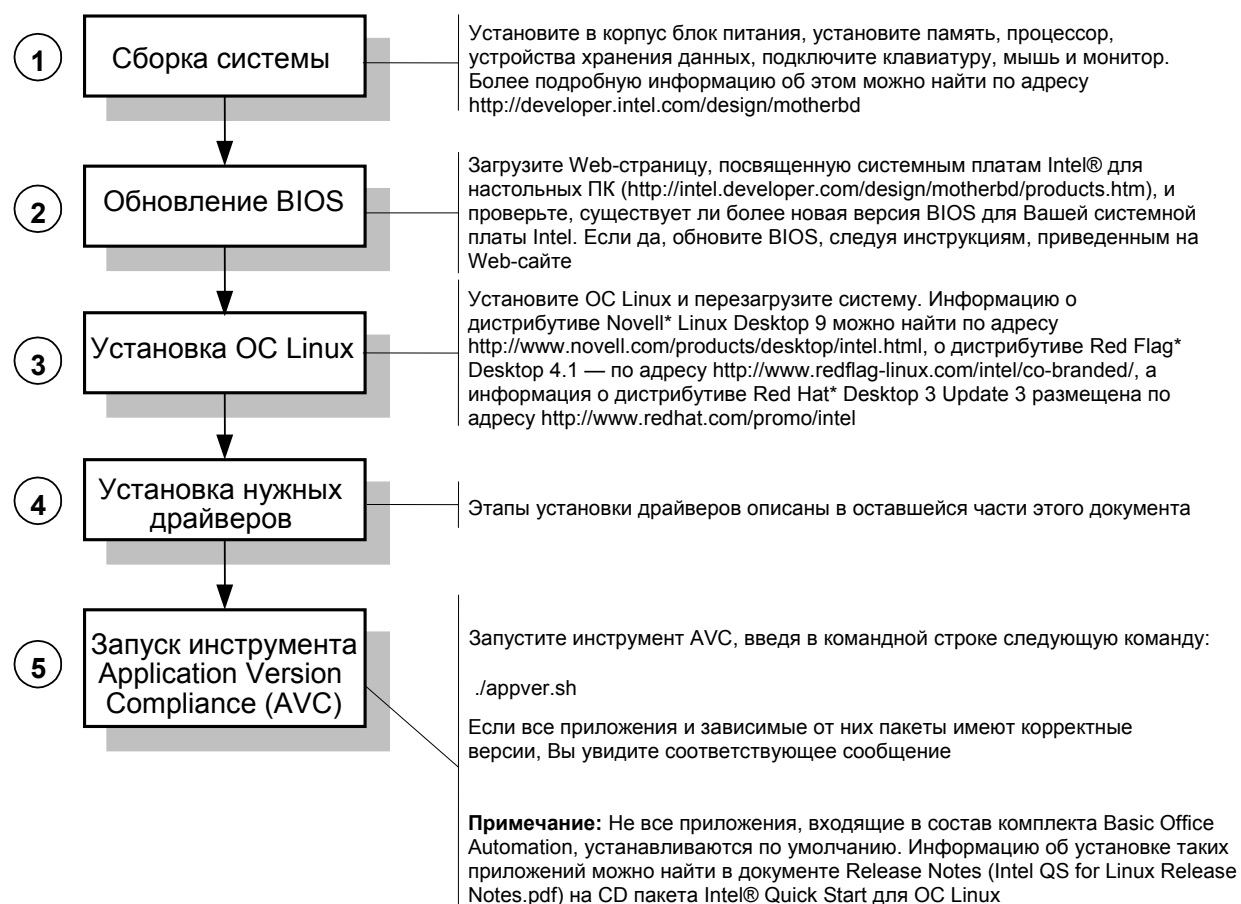 1
Сборка системы
Установите в корпус блок питания, установите память, процессор,
устройства хранения данных, подключите клавиатуру, мышь и монитор.
Более подробную информацию об этом можно найти по адресу
http://developer.intel.com/design/motherbd
2
Обновление BIOS
Загрузите Web-страницу, посвященную системным платам Intel® для
настольных ПК (http://intel.developer.com/design/motherbd/products.htm), и
проверьте, существует ли более новая версия BIOS для Вашей системной
платы Intel. Если да, обновите BIOS, следуя инструкциям, приведенным на
Web-сайте
3
Установка ОС Linux
Установите ОС Linux и перезагрузите систему. Информацию о
дистрибутиве Novell* Linux Desktop 9 можно найти по адресу
http://www.novell.com/products/desktop/intel.html, о дистрибутиве Red Flag*
Desktop 4.1 — по адресу http://www.redflag-linux.com/intel/co-branded/, а
информация о дистрибутиве Red Hat* Desktop 3 Update 3 размещена по
адресу http://www.redhat.com/promo/intel
4
Установка нужных
драйверов
Этапы установки драйверов описаны в оставшейся части этого документа
5
Запуск инструмента
Application Version
Compliance (AVC)
Запустите инструмент AVC, введя в командной строке следующую команду:
./appver.sh
Если все приложения и зависимые от них пакеты имеют корректные
версии, Вы увидите соответствующее сообщение
Примечание: Не все приложения, входящие в состав комплекта Basic Office
Automation, устанавливаются по умолчанию. Информацию об установке таких
приложений можно найти в документе Release Notes (Intel QS for Linux Release
Notes.pdf) на CD пакета Intel® Quick Start для ОС Linux